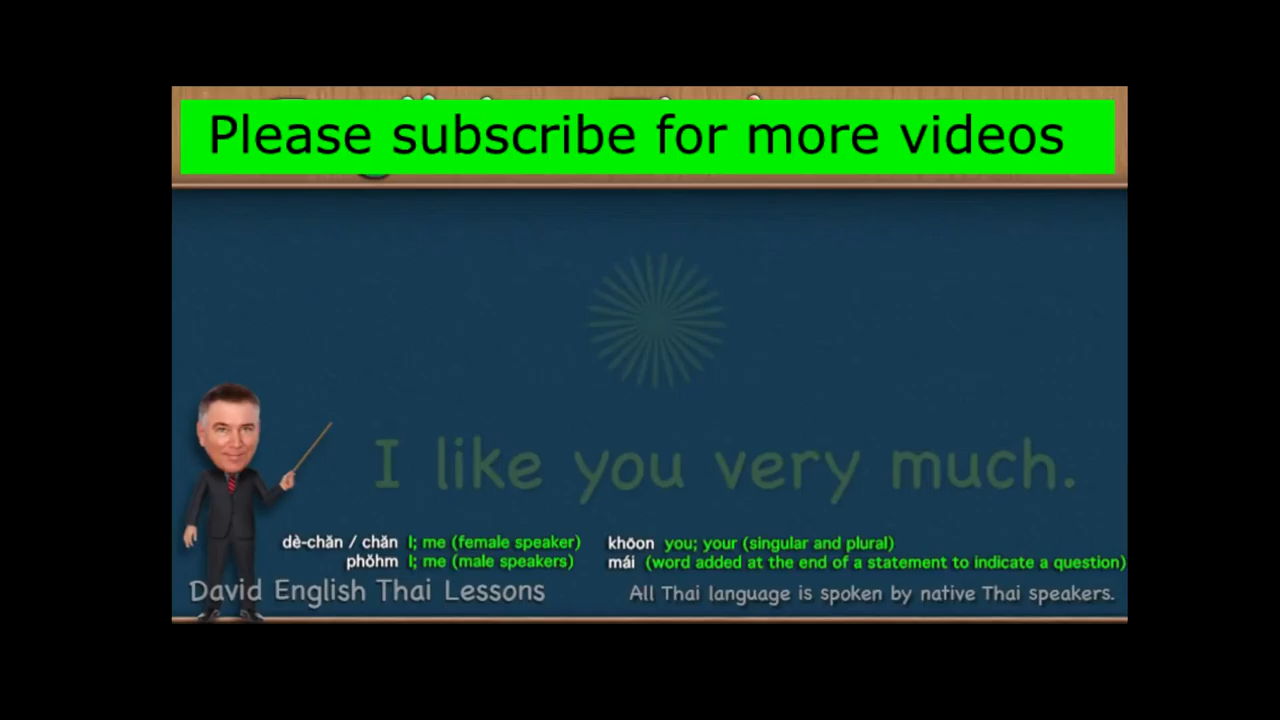 Please subscribe for more videos
I like you very much.
dè-chăn / chăn I; me (female speaker)
phŏhm I; me (male speakers)
khōon you; your (singular and plural)
mái (word added at the end of a statement to indicate a question)
David English Thai Lessons
All Thai language is spoken by native Thai speakers.